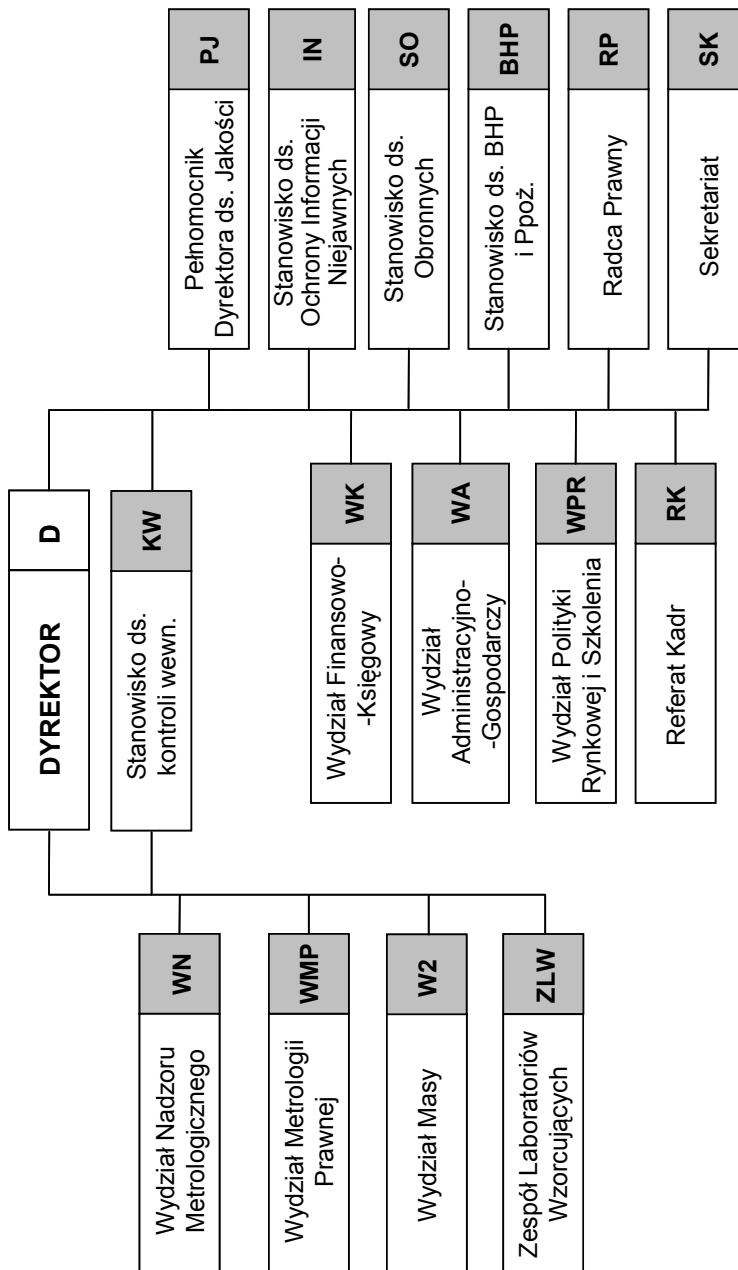 DYREKTOR
D
Stanowisko ds.
kontroli wewn.
KW
Wydział Nadzoru
Metrologicznego
WN
Wydział Metrologii
Prawnej
WMP
Wydział Masy
W2
Zespół Laboratoriów
Wzorcujących
ZLW
Wydział Finansowo-
-Księgowy
WK
Wydział
Administracyjno-
-Gospodarczy
WA
Wydział Polityki
Rynkowej i Szkolenia
WPR
Referat Kadr
RK
Pełnomocnik
Dyrektora ds. Jakości
PJ
Stanowisko ds.
Ochrony Informacji
Niejawnych
IN
Stanowisko ds.
Obronnych
SO
Stanowisko ds. BHP
i Ppoż.
BHP
Radca Prawny
RP
Sekretariat
SK